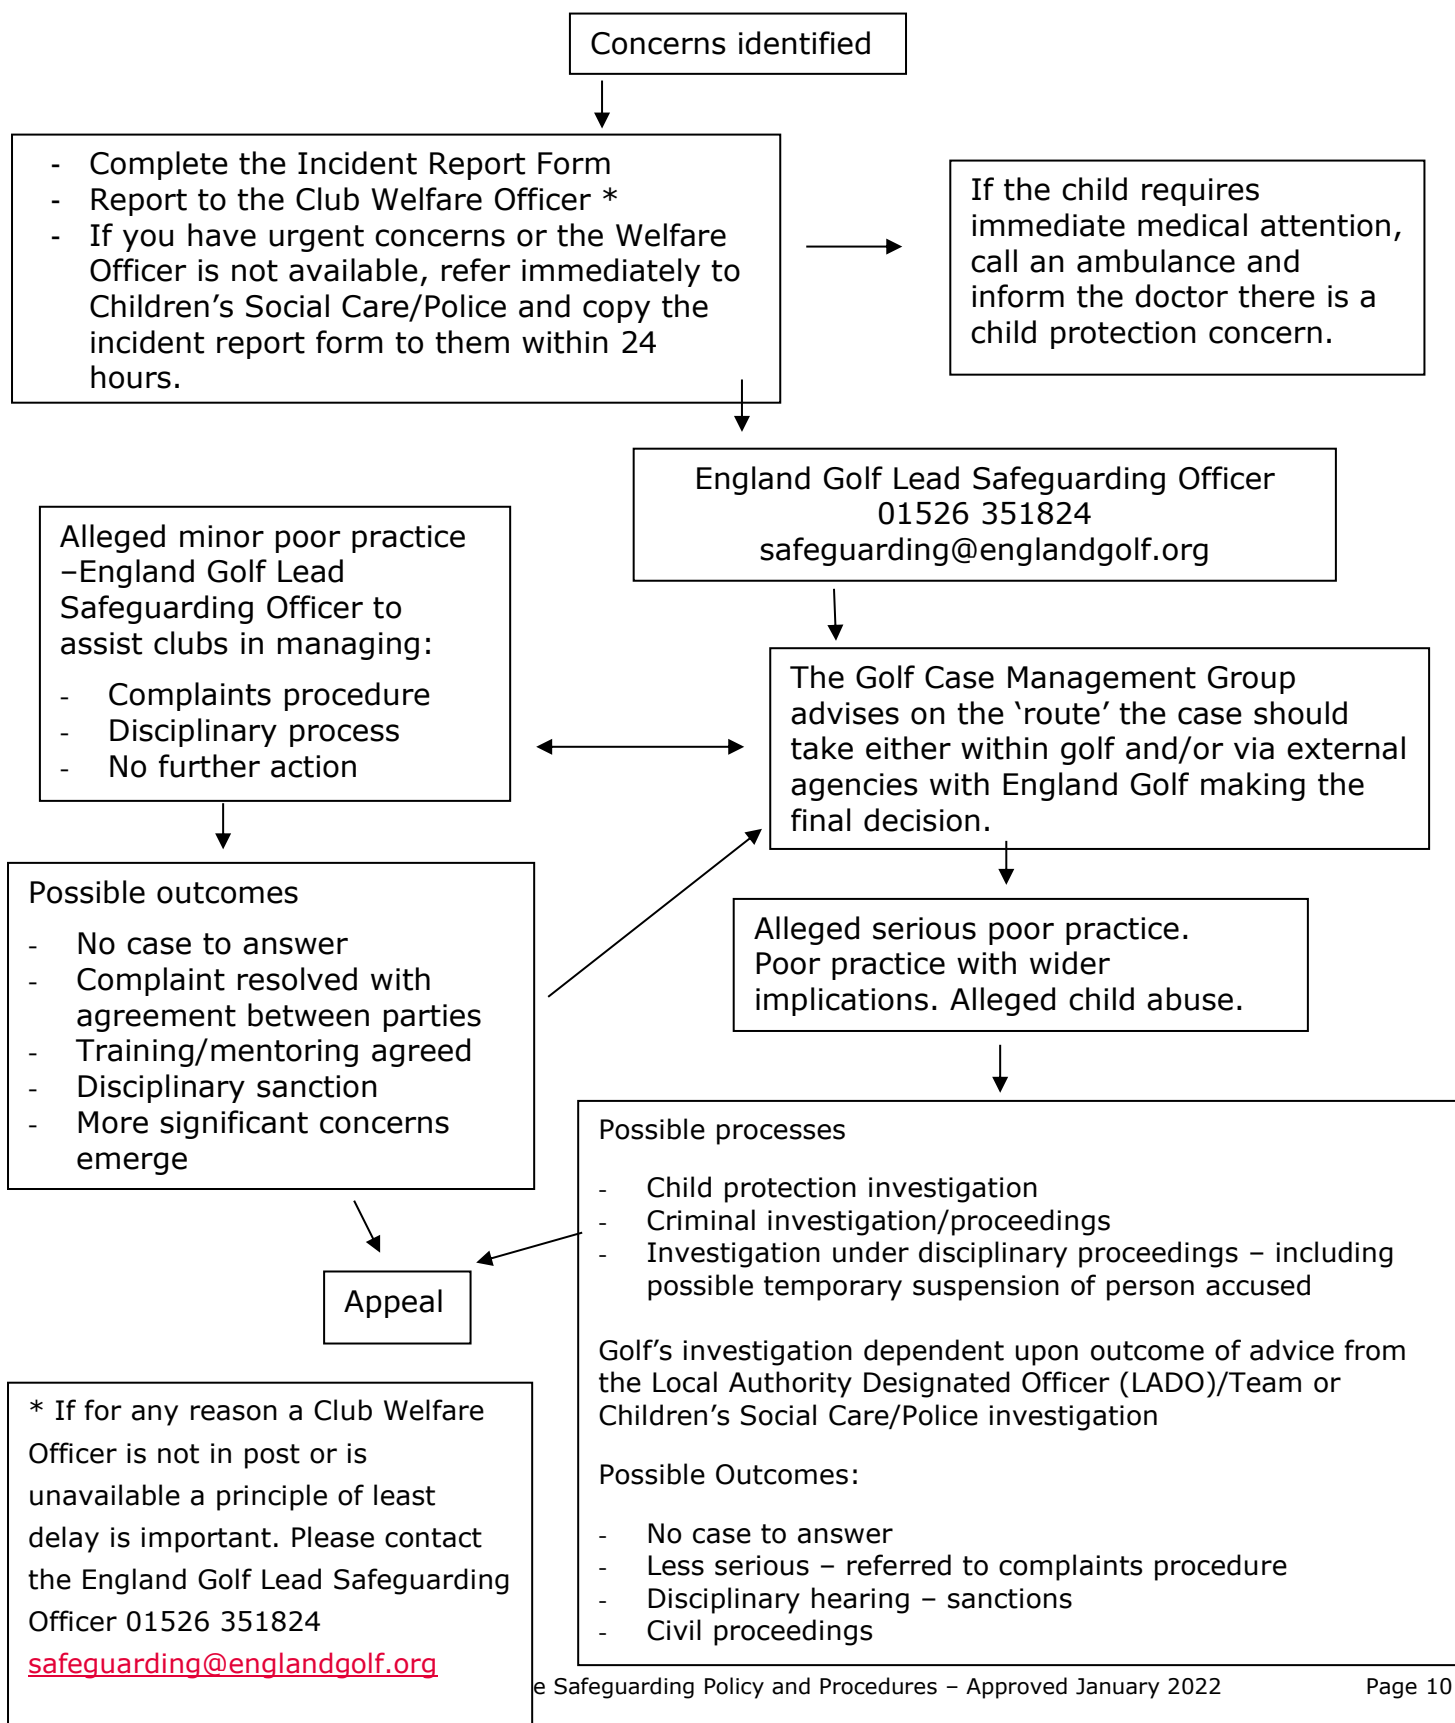 Concerns identified
- Complete the Incident Report Form
- Report to the Club Welfare Officer *
- If you have urgent concerns or the Welfare
Officer is not available, refer immediately to
Children’s Social Care/Police and copy the
incident report form to them within 24
hours.
If the child requires
immediate medical attention,
call an ambulance and
inform the doctor there is a
child protection concern.
England Golf Lead Safeguarding Officer
01526 351824
safeguarding@englandgolf.org
Alleged minor poor practice
–England Golf Lead
Safeguarding Officer to
assist clubs in managing:
- Complaints procedure
- Disciplinary process
- No further action
The Golf Case Management Group
advises on the ‘route’ the case should
take either within golf and/or via external
agencies with England Golf making the
final decision.
Possible outcomes
- No case to answer
- Complaint resolved with
agreement between parties
- Training/mentoring agreed
- Disciplinary sanction
- More significant concerns
emerge
Alleged serious poor practice.
Poor practice with wider
implications. Alleged child abuse.
Possible processes
- Child protection investigation
- Criminal investigation/proceedings
- Investigation under disciplinary proceedings – including
possible temporary suspension of person accused
Golf’s investigation dependent upon outcome of advice from
the Local Authority Designated Officer (LADO)/Team or
Children’s Social Care/Police investigation
Possible Outcomes:
- No case to answer
- Less serious – referred to complaints procedure
- Disciplinary hearing – sanctions
- Civil proceedings
Appeal
* If for any reason a Club Welfare
Officer is not in post or is
unavailable a principle of least
delay is important. Please contact
the England Golf Lead Safeguarding
Officer 01526 351824
safeguarding@englandgolf.org
e Safeguarding Policy and Procedures – Approved January 2022 Page 10